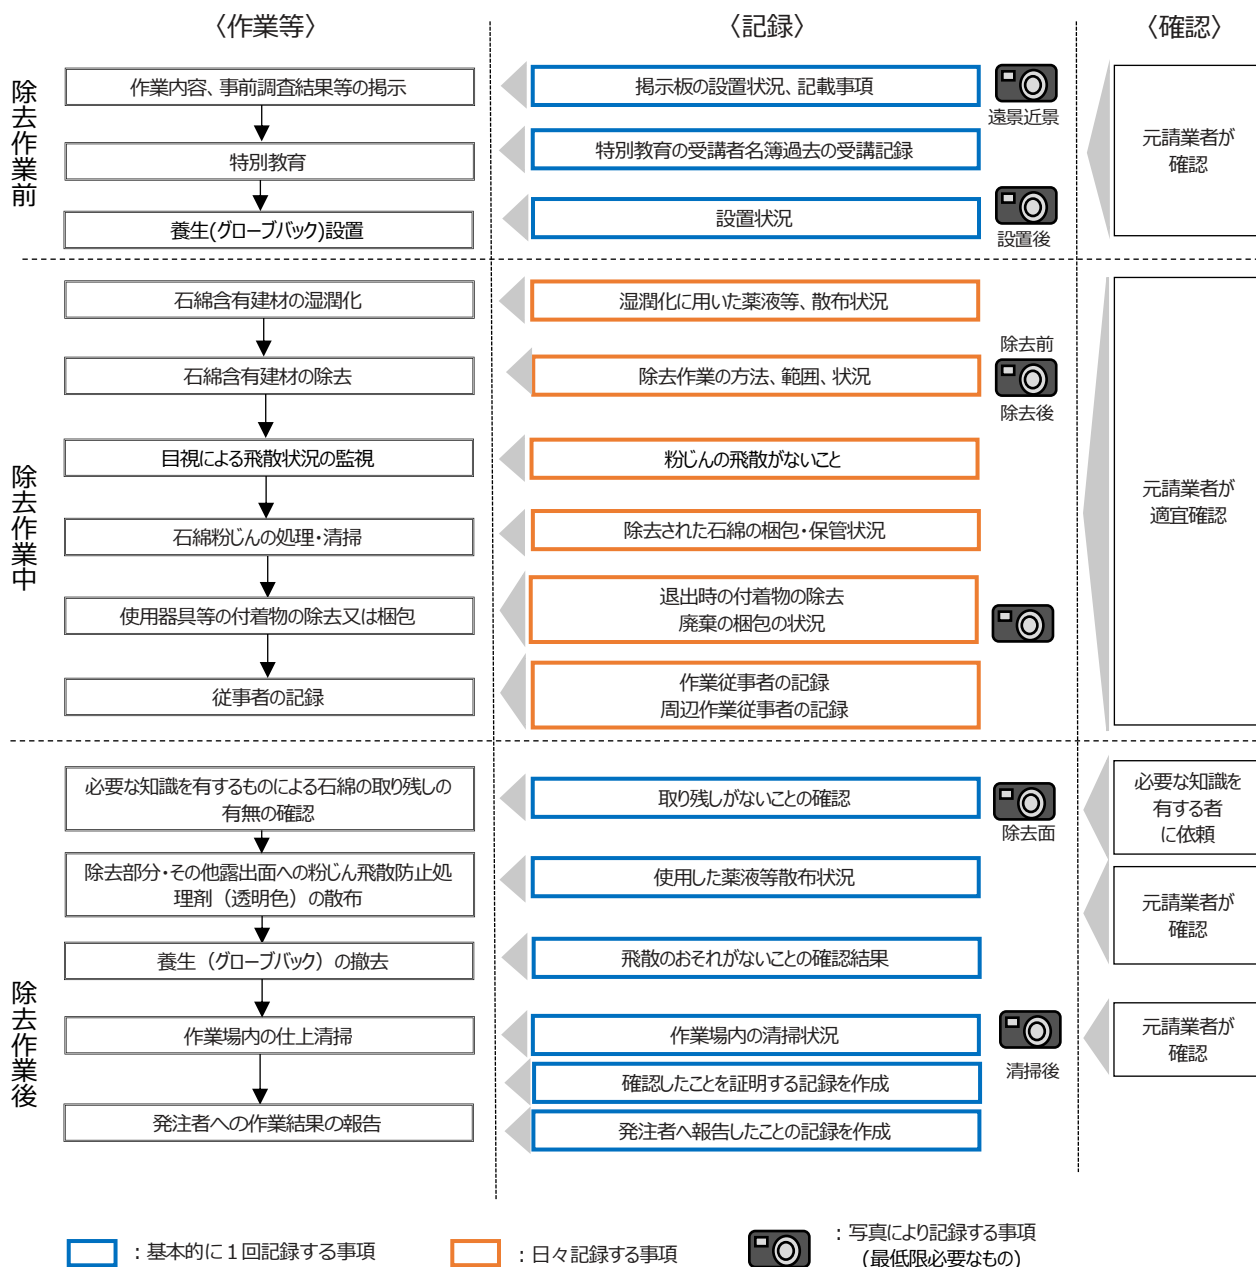 〈作業等〉
〈記録〉
〈確認〉
除去作業前
作業内容、事前調査結果等の掲示
掲示板の設置状況、記載事項
遠景近景
元請業者が
確認
特別教育
特別教育の受講者名簿過去の受講記録
養生(グローブバック)設置
設置状況
設置後
除去作業中
石綿含有建材の湿潤化
湿潤化に用いた薬液等、散布状況
除去前
石綿含有建材の除去
除去作業の方法、範囲、状況
除去後
目視による飛散状況の監視
粉じんの飛散がないこと
元請業者が
適宜確認
石綿粉じんの処理・清掃
除去された石綿の梱包・保管状況
使用器具等の付着物の除去又は梱包
退出時の付着物の除去
廃棄の梱包の状況
従事者の記録
作業従事者の記録
周辺作業従事者の記録
除去作業後
必要な知識を有するものによる石綿の取り残しの
有無の確認
取り残しがないことの確認
除去面
必要な知識を
有する者
に依頼
除去部分・その他露出面への粉じん飛散防止処
理剤（透明色）の散布
使用した薬液等散布状況
元請業者が
確認
養生（グローブバック）の撤去
飛散のおそれがないことの確認結果
作業場内の仕上清掃
作業場内の清掃状況
清掃後
元請業者が
確認
確認したことを証明する記録を作成
発注者への作業結果の報告
発注者へ報告したことの記録を作成
：基本的に１回記録する事項
：日々記録する事項
：写真により記録する事項
（最低限必要なもの）